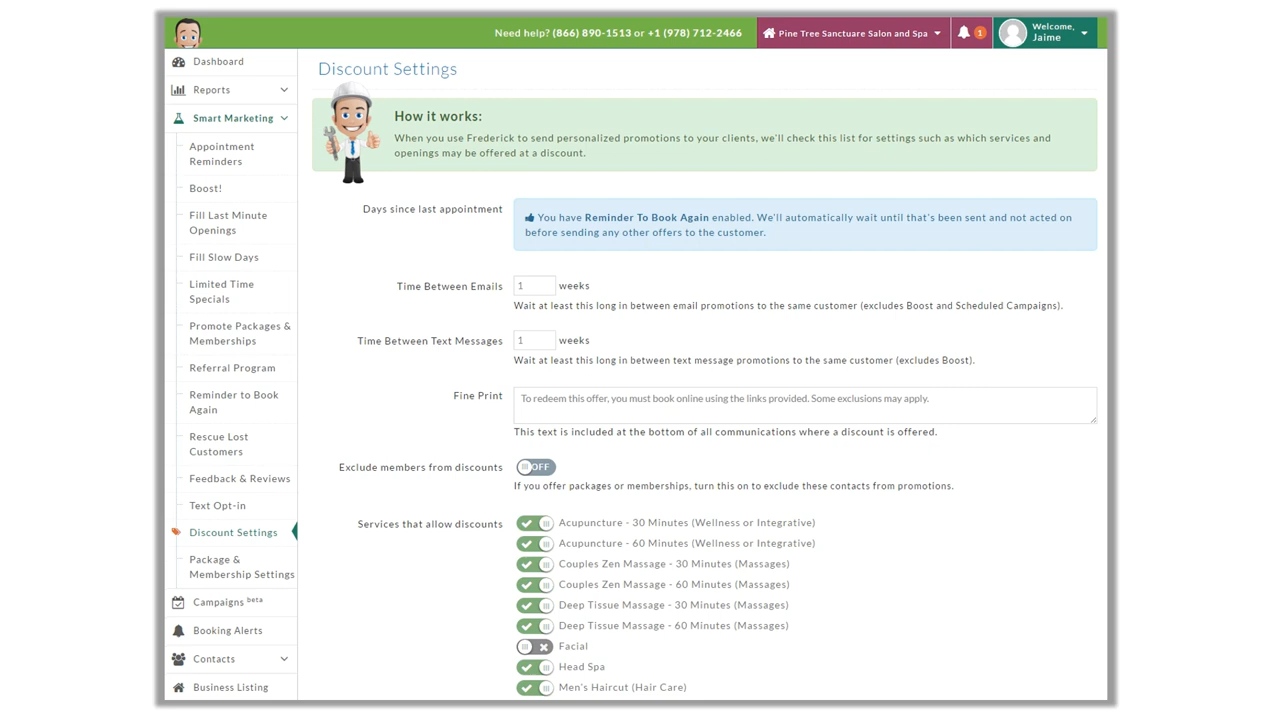 Need help? (866) 890-1513 or +1 (978) 712-2466
Pine Tree Sanctuare Salon and Spa
1
Welcome,
Jaime
Dashboard
Reports
Smart Marketing
Appointment
Reminders
Boost!
Fill Last Minute
Openings
Fill Slow Days
Limited Time
Specials
Promote Packages &
Memberships
Referral Program
Reminder to Book
Again
Rescue Lost
Customers
Feedback & Reviews
Text Opt-in
Discount Settings
Package &
Membership Settings
Campaigns beta
Booking Alerts
Contacts
Business Listing
Discount Settings
How it works:
When you use Frederick to send personalized promotions to your clients, we'll check this list for settings such as which services and
openings may be offered at a discount.
Days since last appointment
You have Reminder To Book Again enabled. We'll automatically wait until that's been sent and not acted on
before sending any other offers to the customer.
Time Between Emails
1 weeks
Wait at least this long in between email promotions to the same customer (excludes Boost and Scheduled Campaigns).
Time Between Text Messages
1 weeks
Wait at least this long in between text message promotions to the same customer (excludes Boost).
Fine Print
To redeem this offer, you must book online using the links provided. Some exclusions may apply.
This text is included at the bottom of all communications where a discount is offered.
Exclude members from discounts
OFF
If you offer packages or memberships, turn this on to exclude these contacts from promotions.
Services that allow discounts
Acupuncture - 30 Minutes (Wellness or Integrative)
Acupuncture - 60 Minutes (Wellness or Integrative)
Couples Zen Massage - 30 Minutes (Massages)
Couples Zen Massage - 60 Minutes (Massages)
Deep Tissue Massage - 30 Minutes (Massages)
Deep Tissue Massage - 60 Minutes (Massages)
Facial
Head Spa
Men's Haircut (Hair Care)